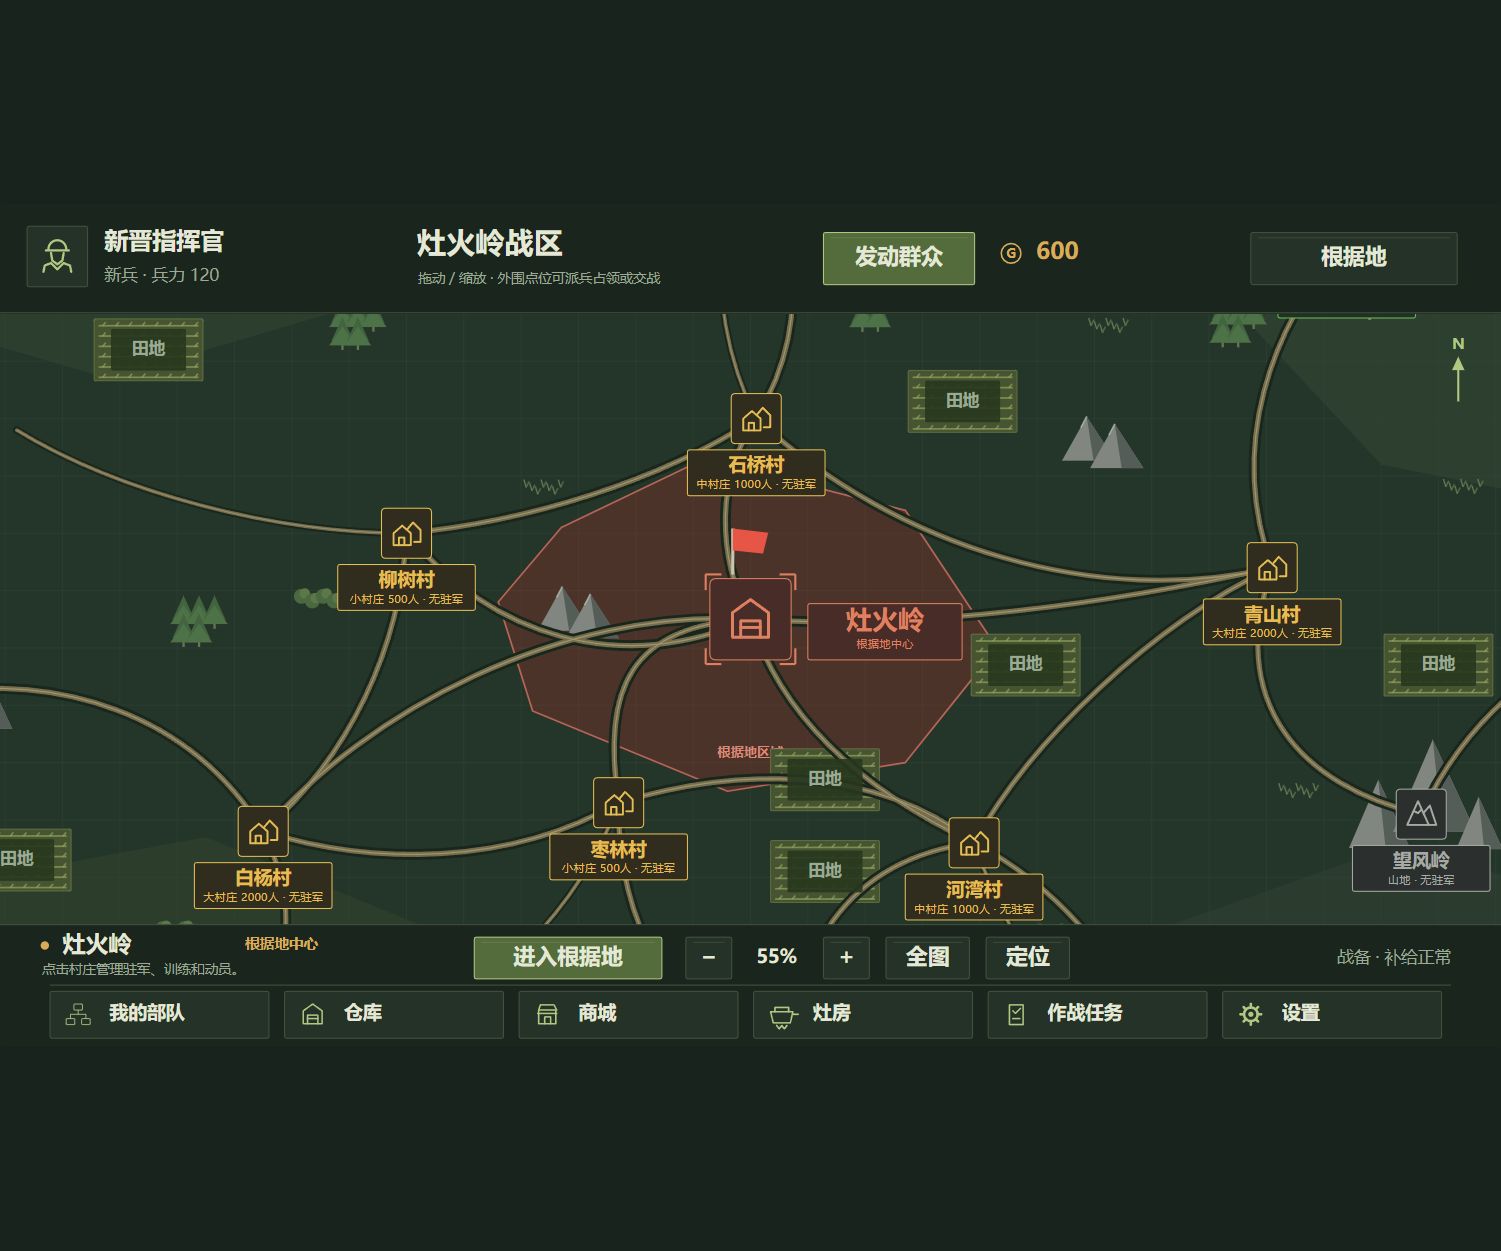 新晋指挥官
新兵 · 兵力 120
灶火岭战区
拖动 / 缩放 · 外围点位可派兵占领或交战
发动群众
G 600
根据地
田地
N
田地
石桥村
中村庄 1000人 · 无驻军
柳树村
小村庄 500人 · 无驻军
灶火岭
根据地中心
青山村
大村庄 2000人 · 无驻军
田地
田地
根据地区域
田地
枣林村
小村庄 500人 · 无驻军
白杨村
大村庄 2000人 · 无驻军
田地
田地
河湾村
中村庄 1000人 · 无驻军
望风岭
山地 · 无驻军
灶火岭
根据地中心
点击村庄管理驻军、训练和动员。
进入根据地
−
55%
+
全图
定位
战备 · 补给正常
我的部队
仓库
商城
灶房
作战任务
设置